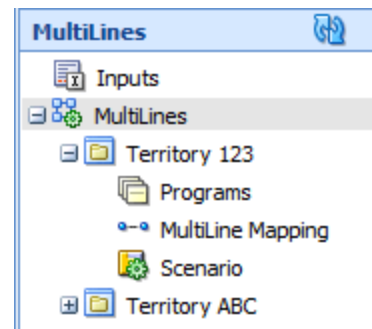 MultiLines
Inputs
MultiLines
Territory 123
Programs
MultiLine Mapping
Scenario
Territory ABC